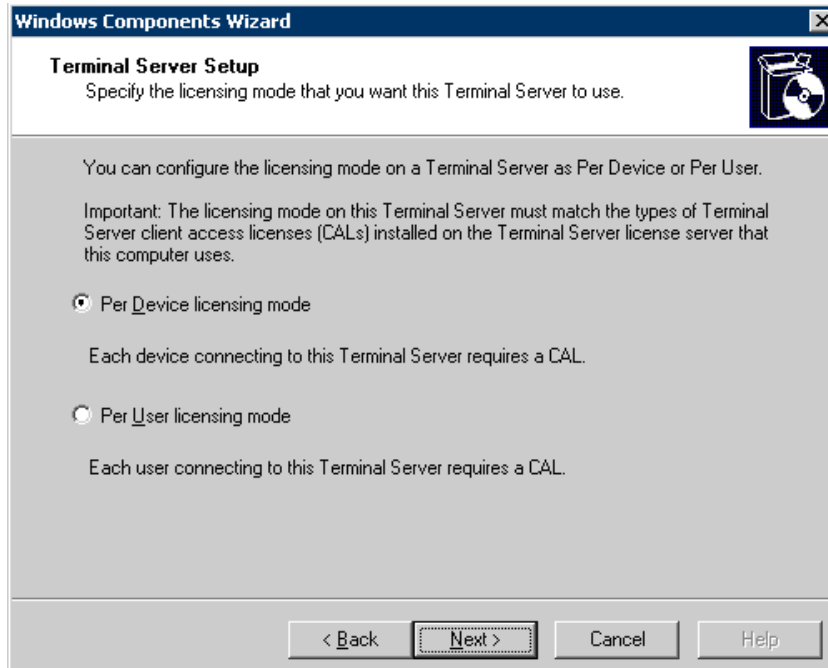 Windows Components Wizard
Terminal Server Setup
Specify the licensing mode that you want this Terminal Server to use.
You can configure the licensing mode on a Terminal Server as Per Device or Per User.
Important: The licensing mode on this Terminal Server must match the types of Terminal
Server client access licenses (CALs) installed on the Terminal Server license server that
this computer uses.
Per Device licensing mode
Each device connecting to this Terminal Server requires a CAL.
Per User licensing mode
Each user connecting to this Terminal Server requires a CAL.
< Back Next > Cancel Help